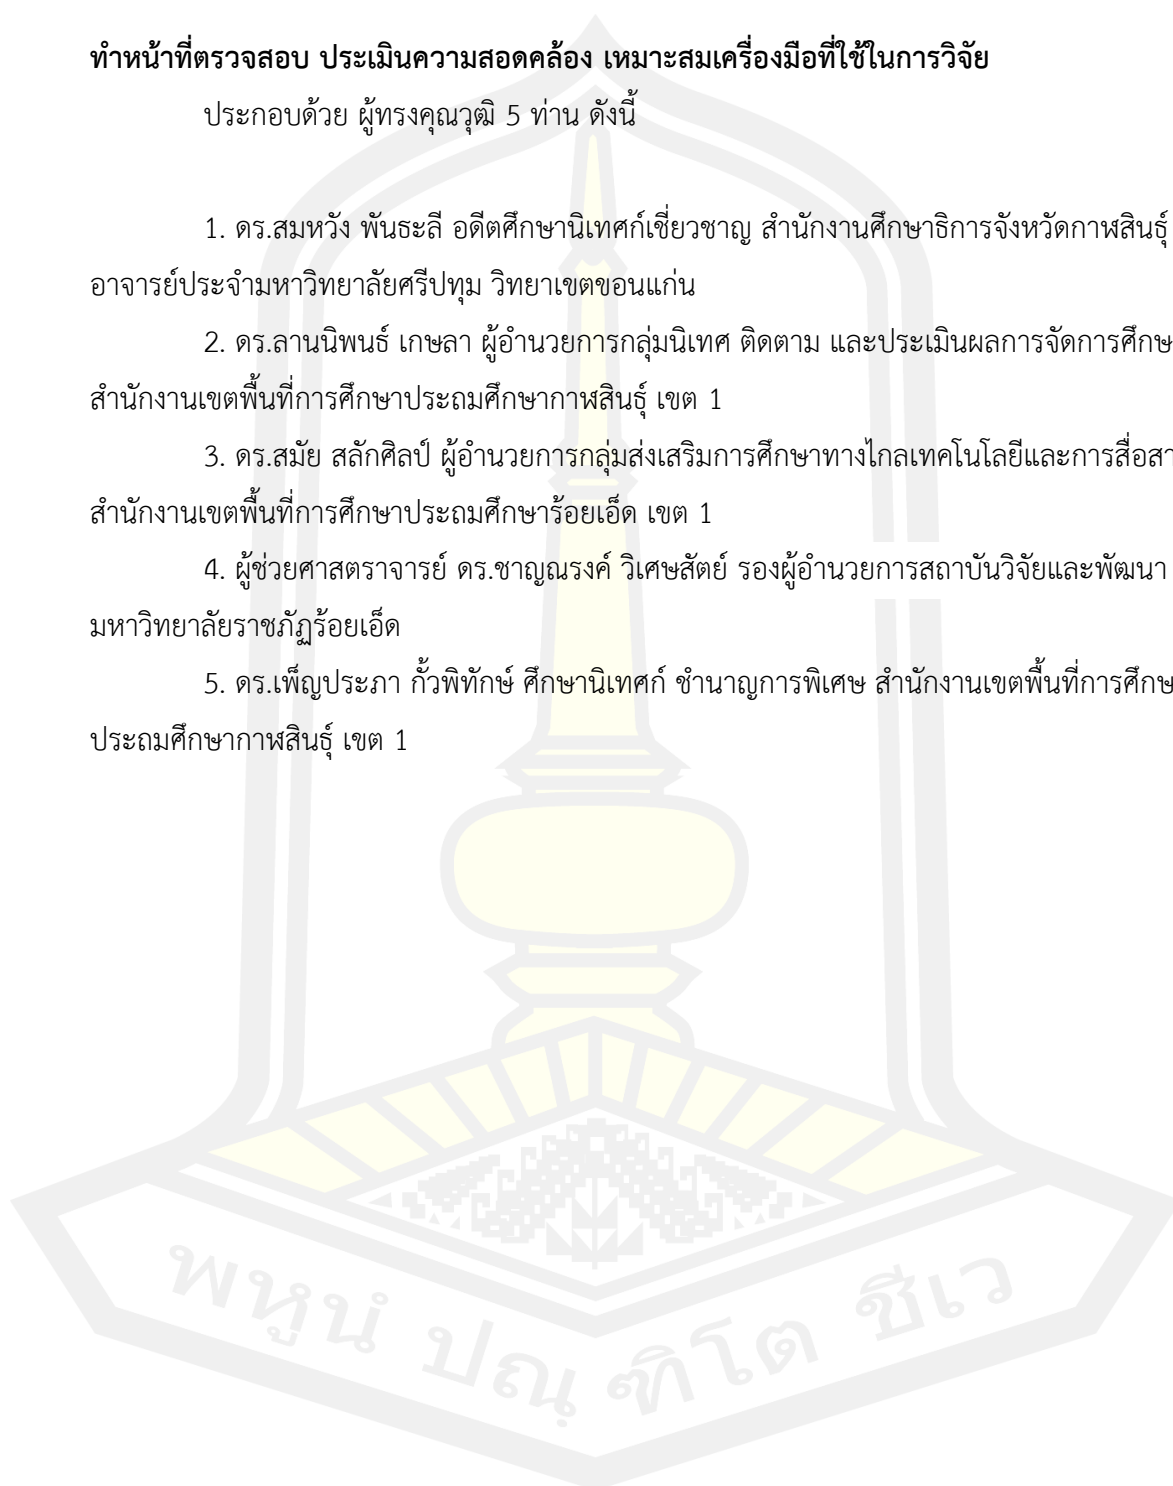 ทำหน้าที่ตรวจสอบ ประเมินความสอดคล้อง เหมาะสมเครื่องมือที่ใช้ในการวิจัย
ประกอบด้วย ผู้ทรงคุณวุฒิ 5 ท่าน ดังนี้
1. ดร.สมหวัง พันธะลี อดีตศึกษานิเทศก์เชี่ยวชาญ สำนักงานศึกษาธิการจังหวัดกาฬสินธุ์
อาจารย์ประจำมหาวิทยาลัยศรีปทุม วิทยาเขตขอนแก่น
2. ดร.ลานนิพนธ์ เกษลา ผู้อำนวยการกลุ่มนิเทศ ติดตาม และประเมินผลการจัดการศึกษ
สำนักงานเขตพื้นที่การศึกษาประถมศึกษากาฬสินธุ์ เขต 1
3. ดร.สมัย สลักศิลป์ ผู้อำนวยการกลุ่มส่งเสริมการศึกษาทางไกลเทคโนโลยีและการสื่อสา
สำนักงานเขตพื้นที่การศึกษาประถมศึกษาร้อยเอ็ด เขต 1
4. ผู้ช่วยศาสตราจารย์ ดร.ชาญณรงค์ วิเศษสัตย์ รองผู้อำนวยการสถาบันวิจัยและพัฒนา
มหาวิทยาลัยราชภัฏร้อยเอ็ด
5. ดร.เพ็ญประภา กั้วพิทักษ์ ศึกษานิเทศก์ ชำนาญการพิเศษ สำนักงานเขตพื้นที่การศึกษ
ประถมศึกษากาฬสินธุ์ เขต 1
พหูนํ ปณฺฑิโต ชีเว